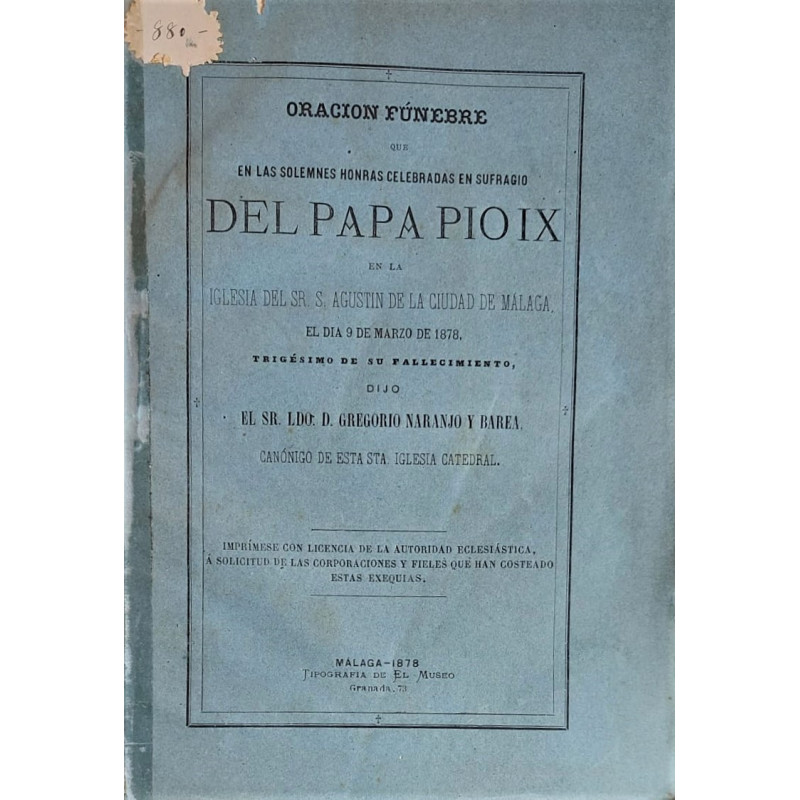 -880-
ORACION FÚNEBRE
QUE
EN LAS SOLEMNES HONRAS CELEBRADAS EN SUFRAGIO
DEL PAPA PIO IX
EN LA
IGLESIA DEL SR. S. AGUSTIN DE LA CIUDAD DE MÁLAGA,
EL DIA 9 DE MARZO DE 1878,
TRIGÉSIMO DE SU FALLECIMIENTO,
DIJO
EL SR. LDO. D. GREGORIO NARANJO Y BAREA,
CANÓNIGO DE ESTA STA. IGLESIA CATEDRAL.
IMPRÍMESE CON LICENCIA DE LA AUTORIDAD ECLESIÁSTICA,
Á SOLICITUD DE LAS CORPORACIONES Y FIELES QUE HAN COSTEADO
ESTAS EXEQUIAS.
MÁLAGA-1878
TIPOGRAFÍA DE EL MUSEO
Granada, 73